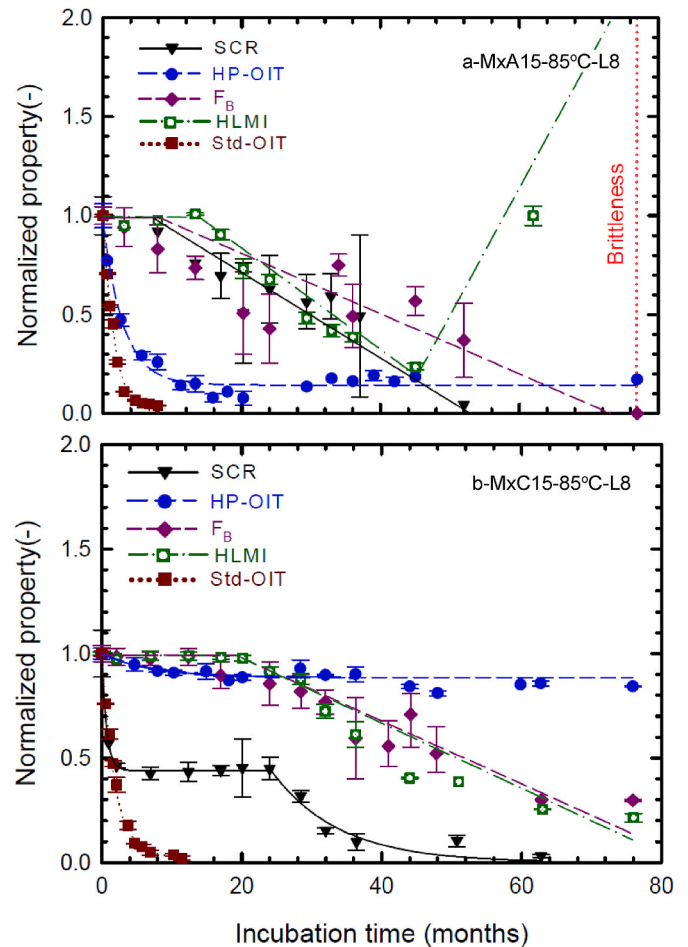 2.0
SCR
a-MxA15-85ºC-L8
HP-OIT
F_B
1.5
HLMI
Std-OIT
Brittleness
1.0
Normalized property(-)
0.5
0.0
2.0
SCR
b-MxC15-85ºC-L8
HP-OIT
F_B
1.5
HLMI
Std-OIT
1.0
Normalized property(-)
0.5
0.0
0 20 40 60 80
Incubation time (months)